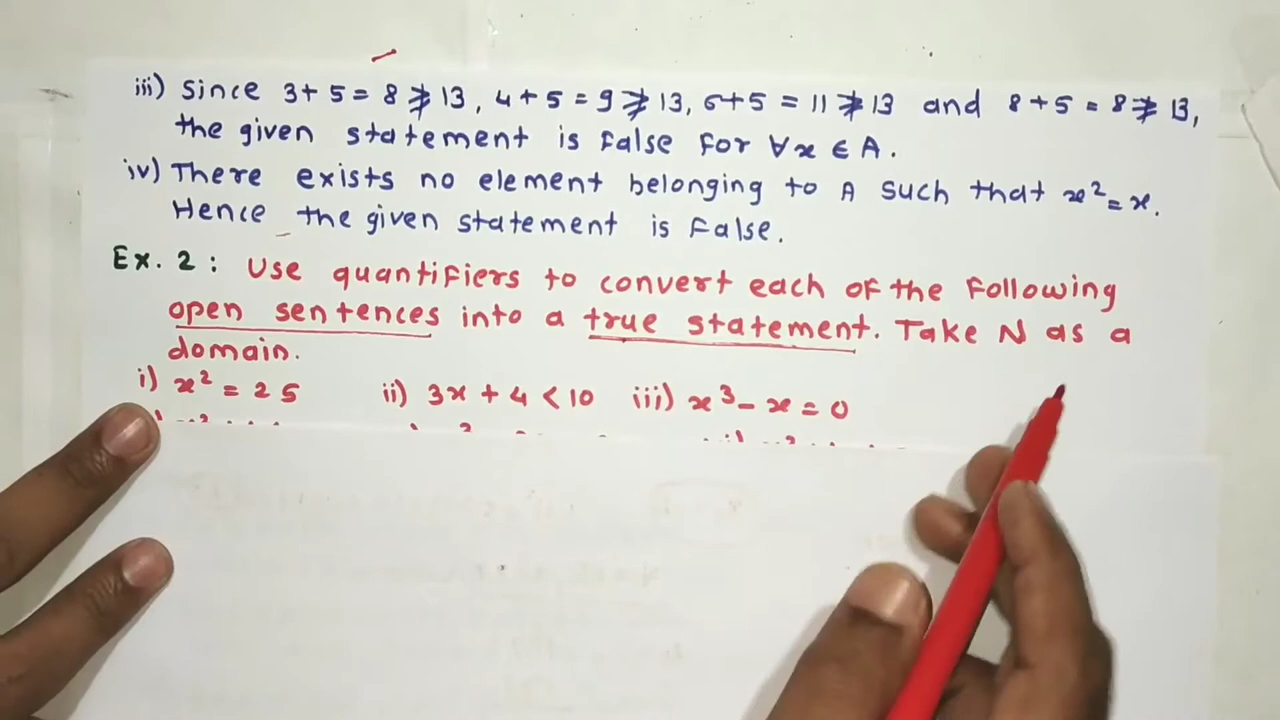 iii) Since 3+5=8≯13, 4+5=9≯13, 6+5=11≯13 and 8+5=8≯13,
the given statement is false for ∀x∈A.
iv) There exists no element belonging to A such that x²=x.
Hence the given statement is false.
Ex. 2: Use quantifiers to convert each of the following
open sentences into a true statement. Take N as a
domain.
i) x² = 25 ii) 3x + 4 < 10 iii) x³ - x = 0